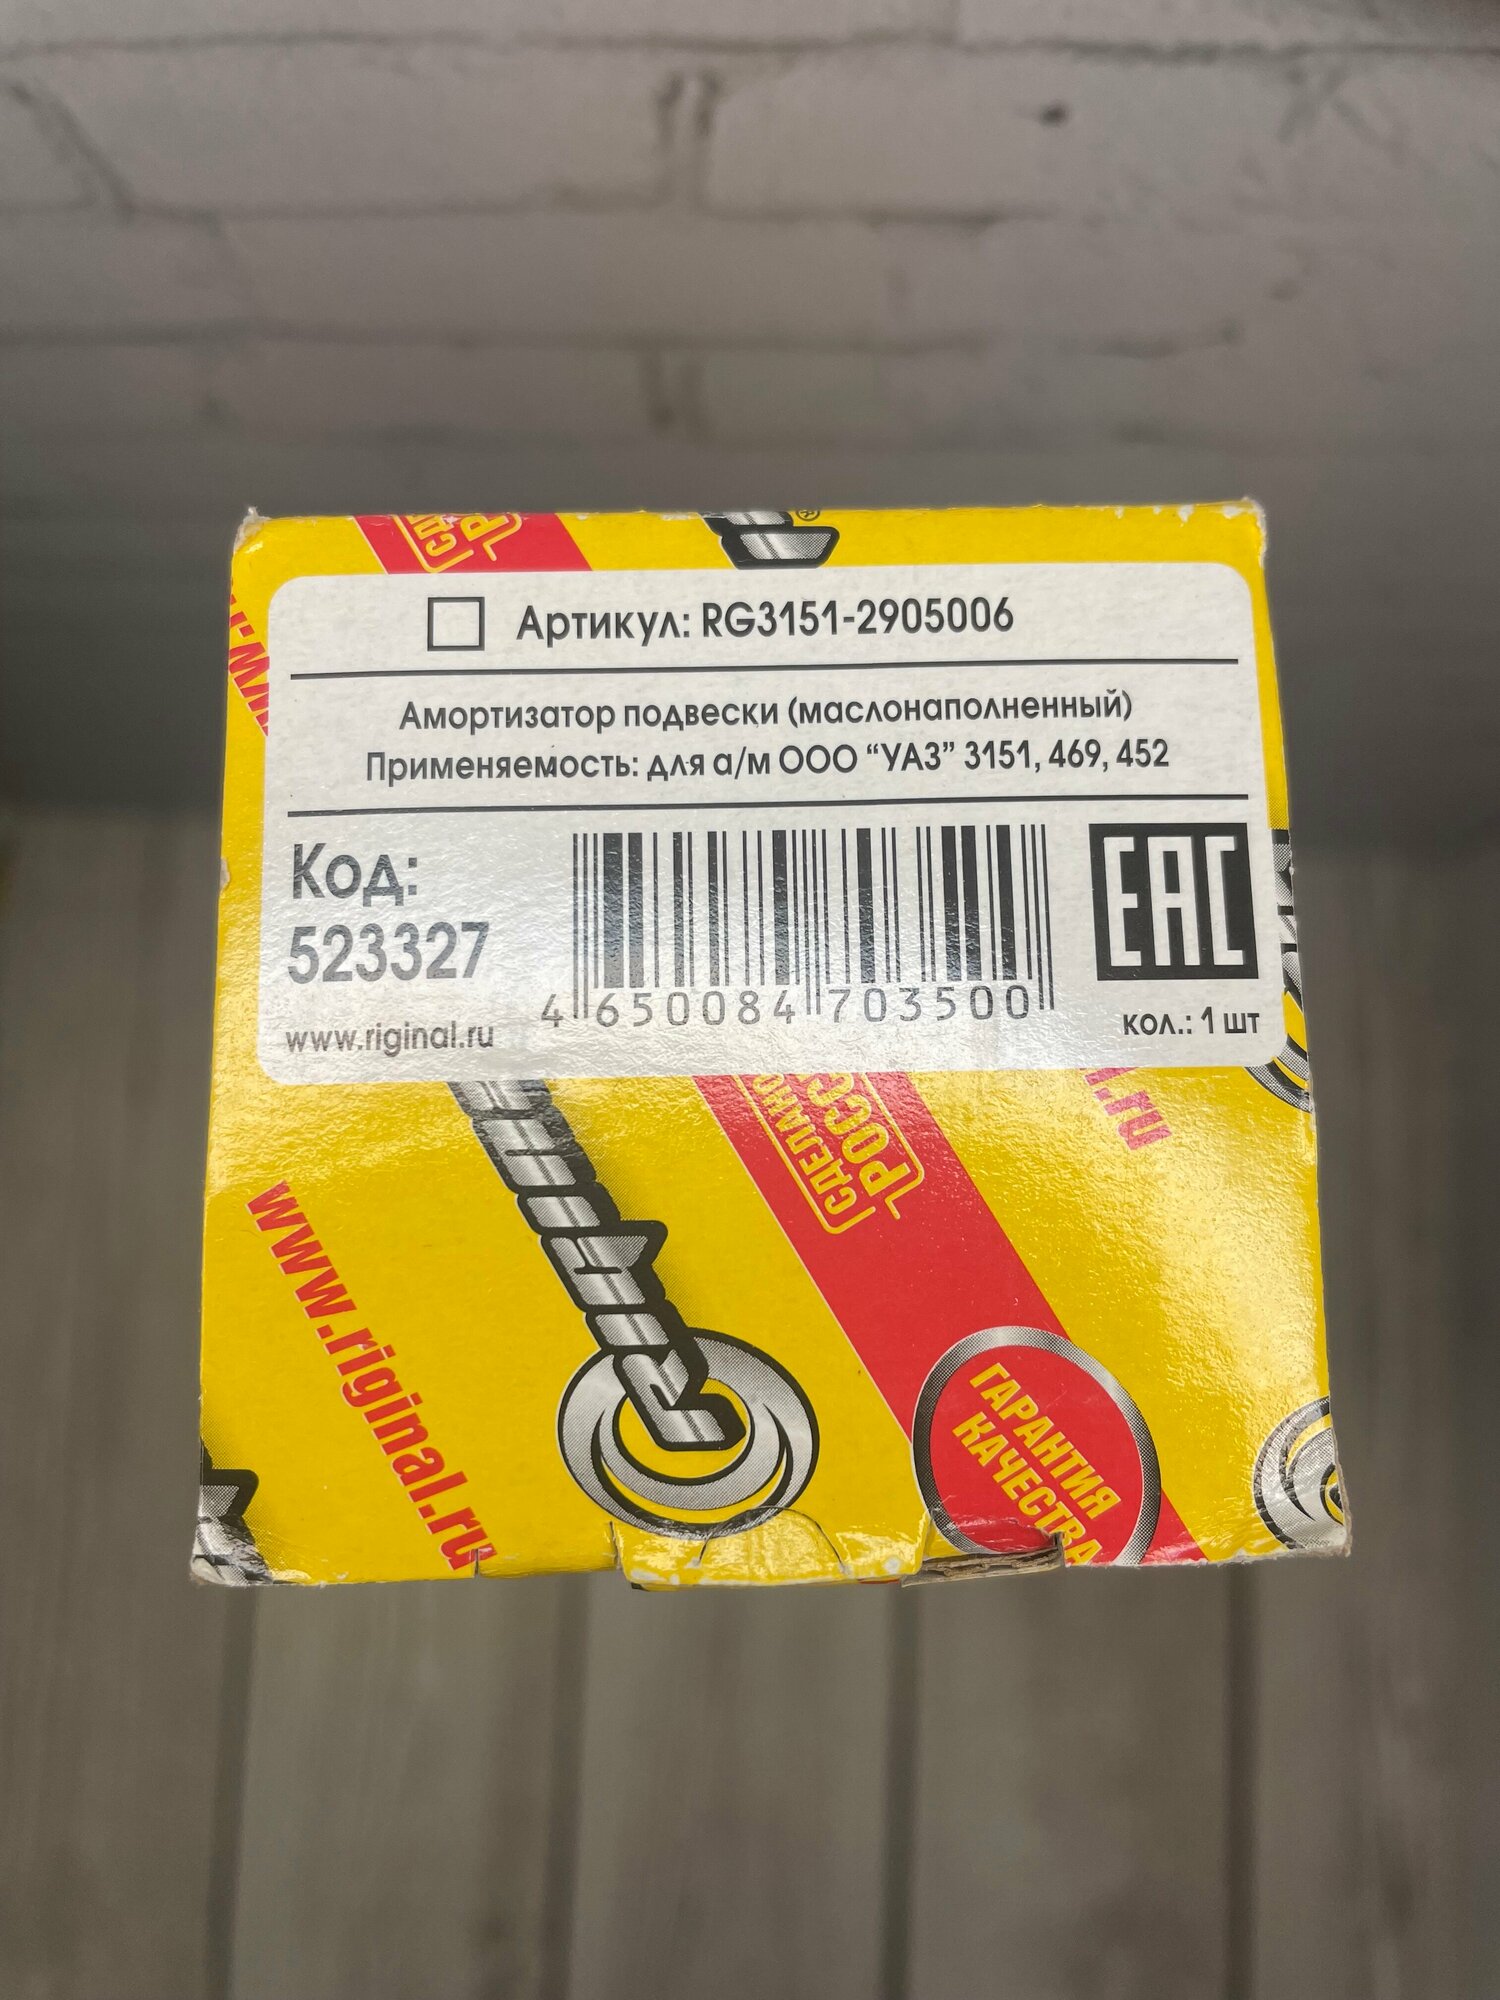 Артикул: RG3151-2905006
Амортизатор подвески (маслонаполненный)
Применяемость: для а/м ООО “УАЗ” 3151, 469, 452
Код:
523327
www.riginal.ru
4 650084 703500
EAC
кол.: 1 шт
СДЕЛАНО
www.riginal.ru
ГАРАНТИЯ
КАЧЕСТВА